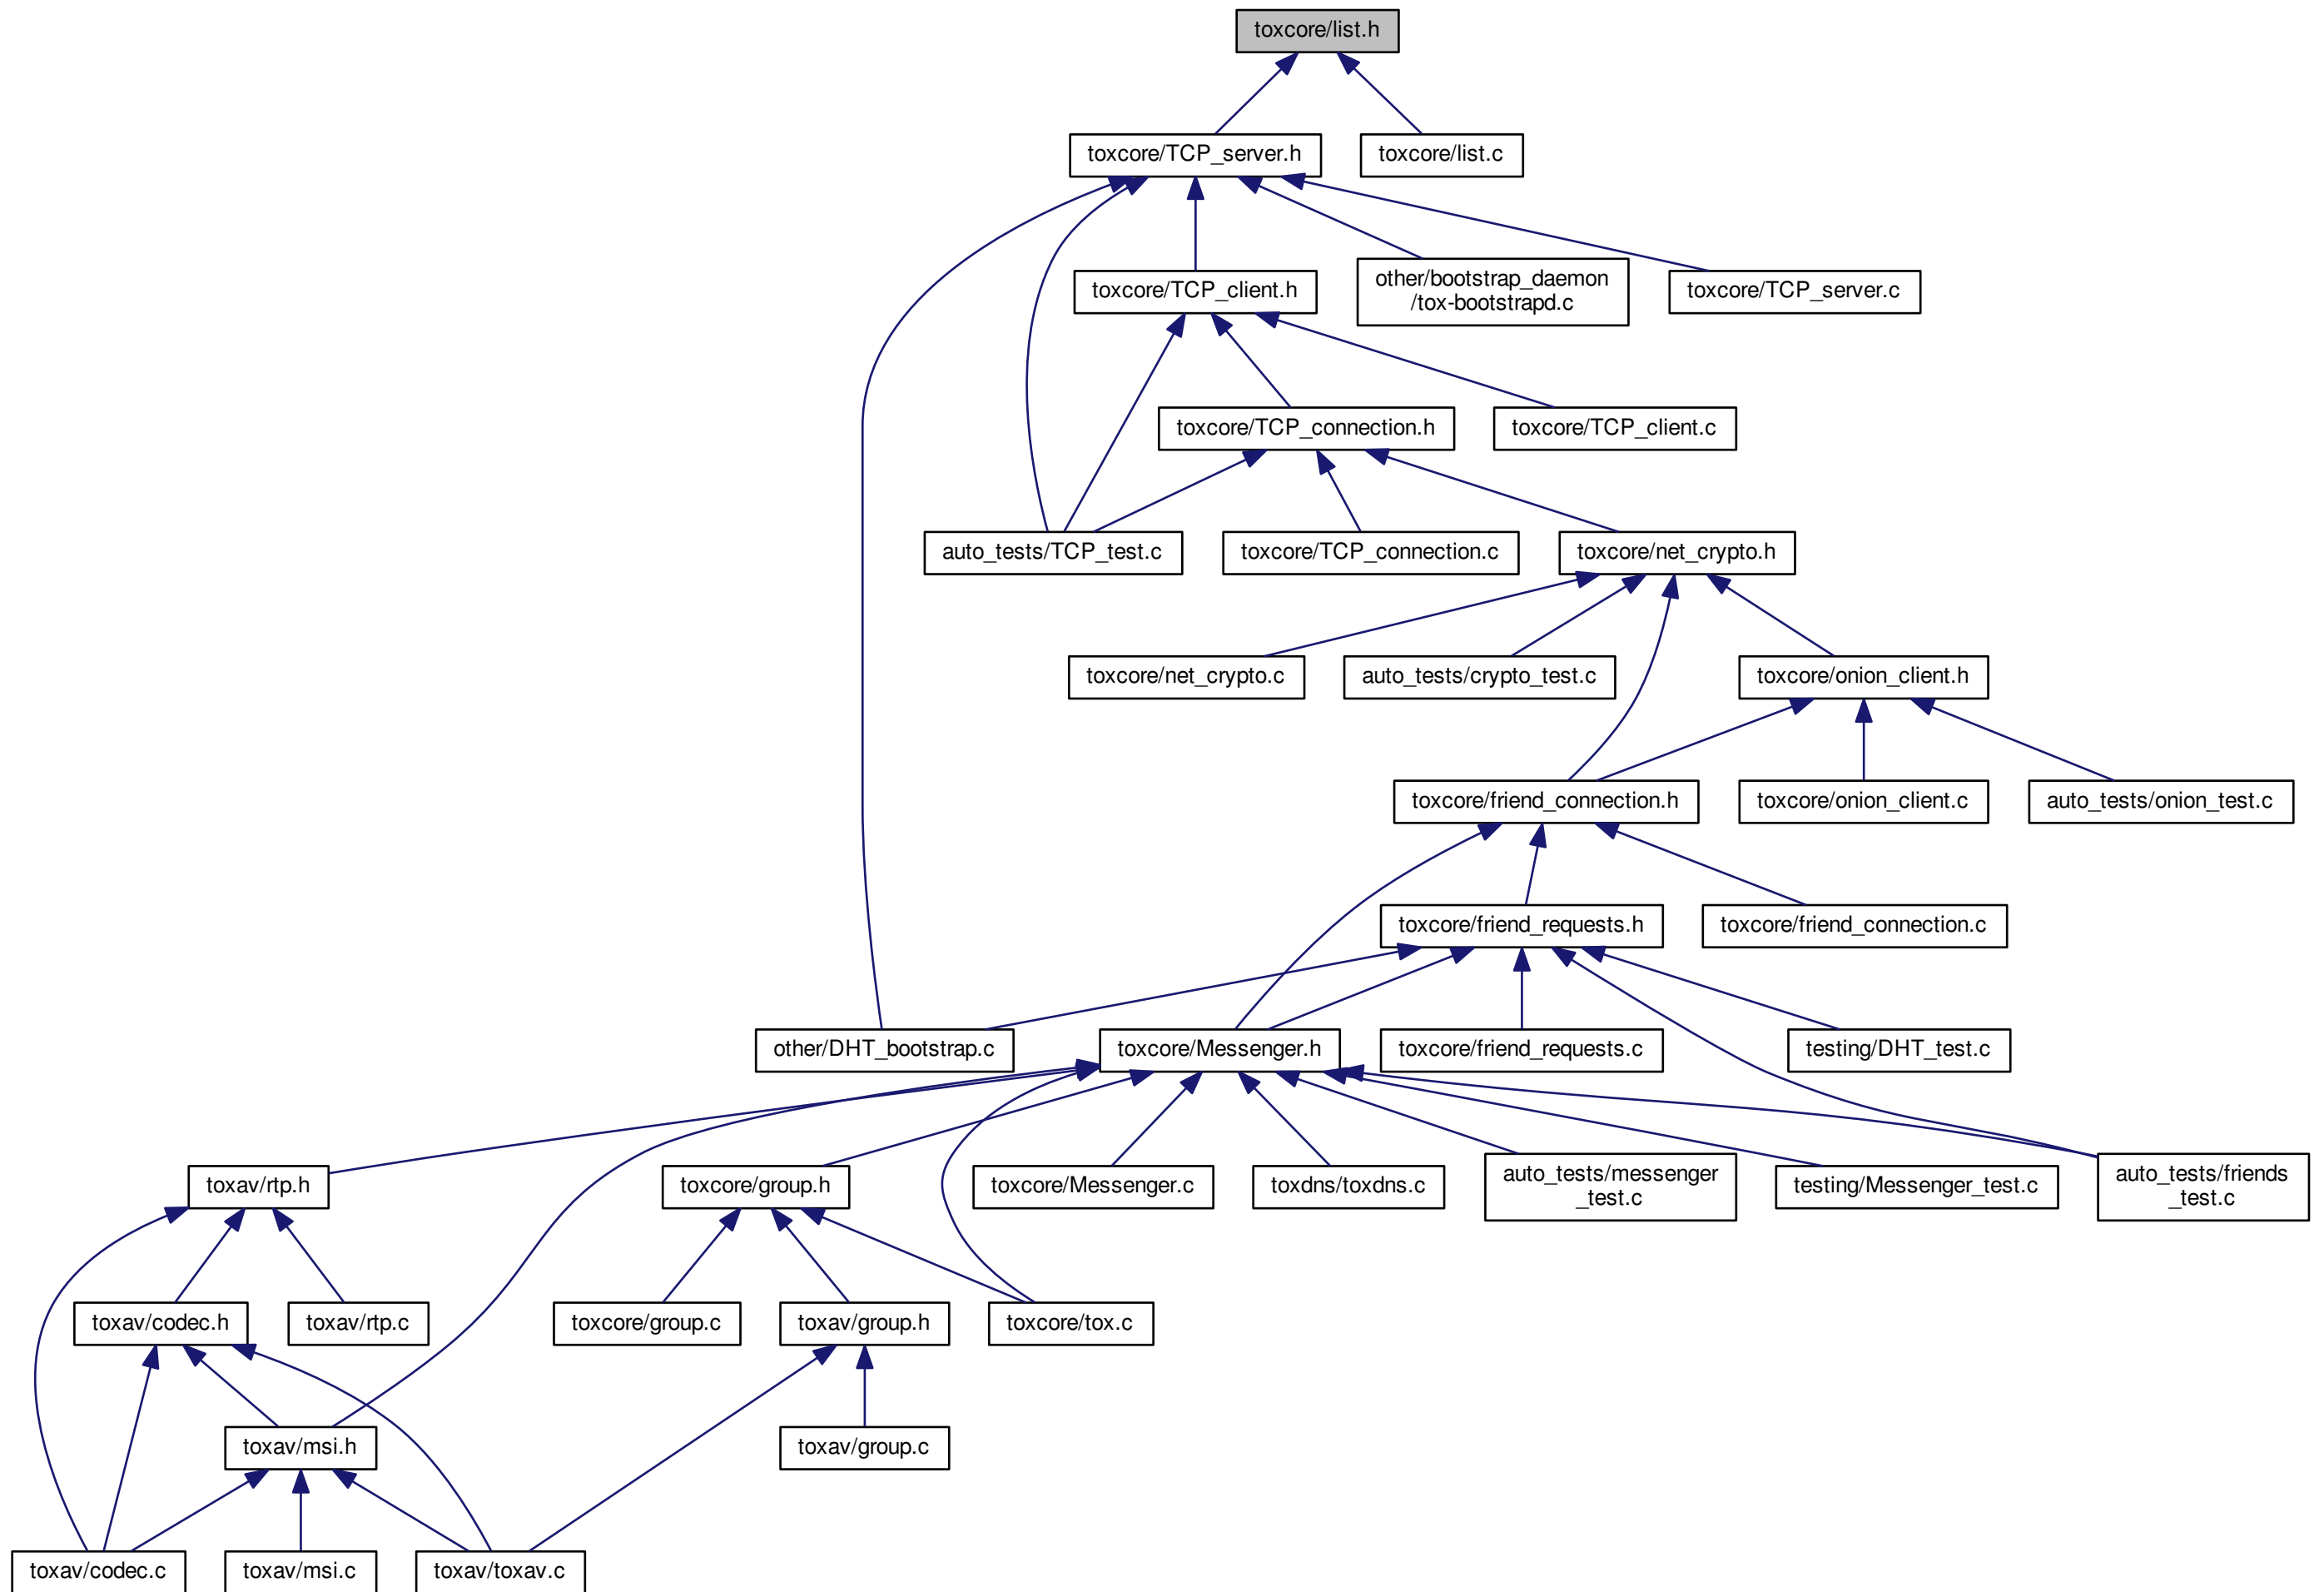 toxcore/list.h
toxcore/TCP_server.h
toxcore/list.c
toxcore/TCP_client.h
other/bootstrap_daemon
/tox-bootstrapd.c
toxcore/TCP_server.c
toxcore/TCP_connection.h
toxcore/TCP_client.c
auto_tests/TCP_test.c
toxcore/TCP_connection.c
toxcore/net_crypto.h
toxcore/net_crypto.c
auto_tests/crypto_test.c
toxcore/onion_client.h
toxcore/friend_connection.h
toxcore/onion_client.c
auto_tests/onion_test.c
toxcore/friend_requests.h
toxcore/friend_connection.c
other/DHT_bootstrap.c
toxcore/Messenger.h
toxcore/friend_requests.c
testing/DHT_test.c
toxav/rtp.h
toxcore/group.h
toxcore/Messenger.c
toxdns/toxdns.c
auto_tests/messenger
_test.c
testing/Messenger_test.c
auto_tests/friends
_test.c
toxav/codec.h
toxav/rtp.c
toxcore/group.c
toxav/group.h
toxcore/tox.c
toxav/msi.h
toxav/group.c
toxav/codec.c
toxav/msi.c
toxav/toxav.c